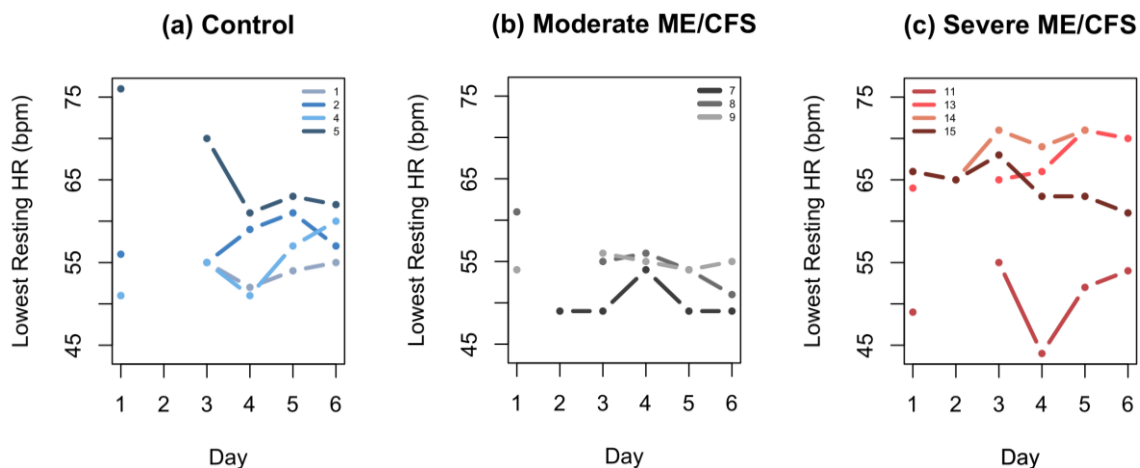 (a) Control
Lowest Resting HR (bpm)
75
65
55
45
1
2
4
5
1 2 3 4 5 6
Day
(b) Moderate ME/CFS
Lowest Resting HR (bpm)
75
65
55
45
7
8
9
1 2 3 4 5 6
Day
(c) Severe ME/CFS
Lowest Resting HR (bpm)
75
65
55
45
11
13
14
15
1 2 3 4 5 6
Day